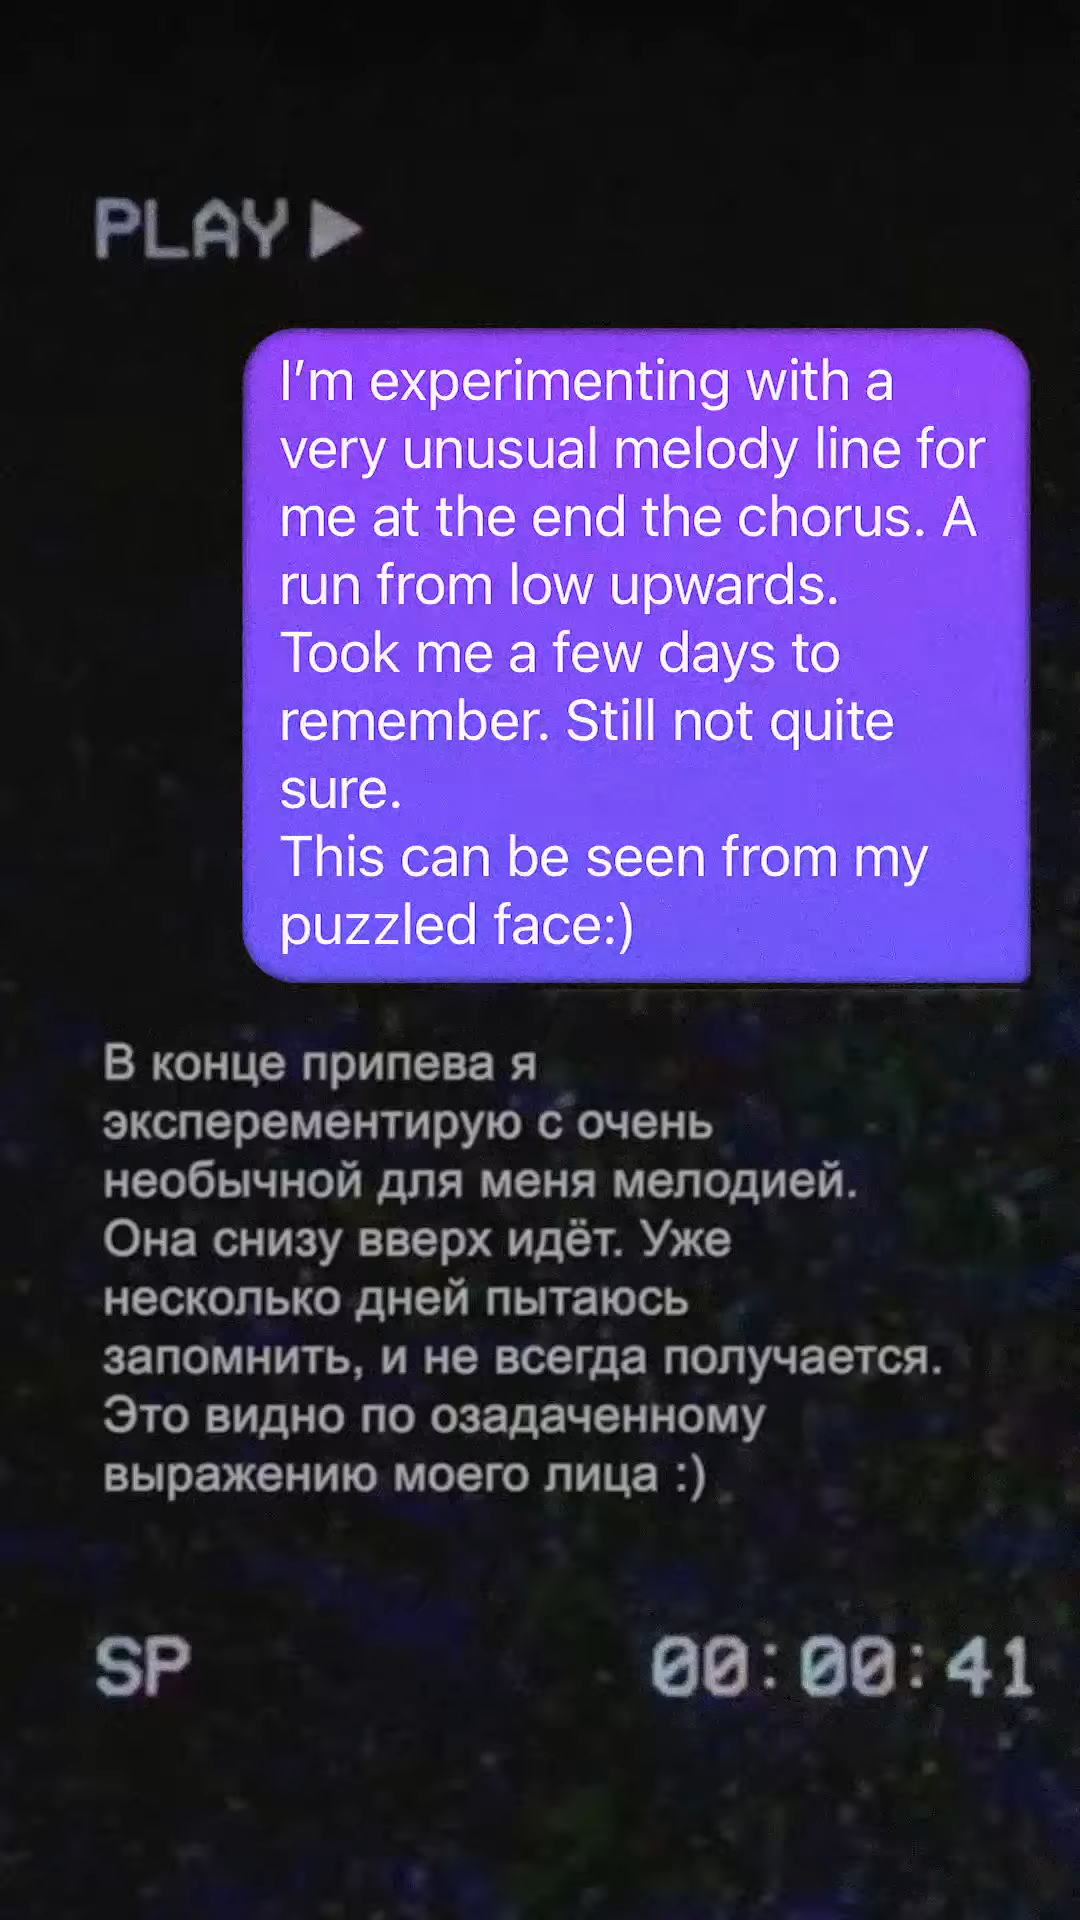 PLAY
I'm experimenting with a
very unusual melody line for
me at the end the chorus. A
run from low upwards.
Took me a few days to
remember. Still not quite
sure.
This can be seen from my
puzzled face:)
В конце припева я
эксперементирую с очень
необычной для меня мелодией.
Она снизу вверх идёт. Уже
несколько дней пытаюсь
запомнить, и не всегда получается.
Это видно по озадаченному
выражению моего лица :)
SP
00:00:41